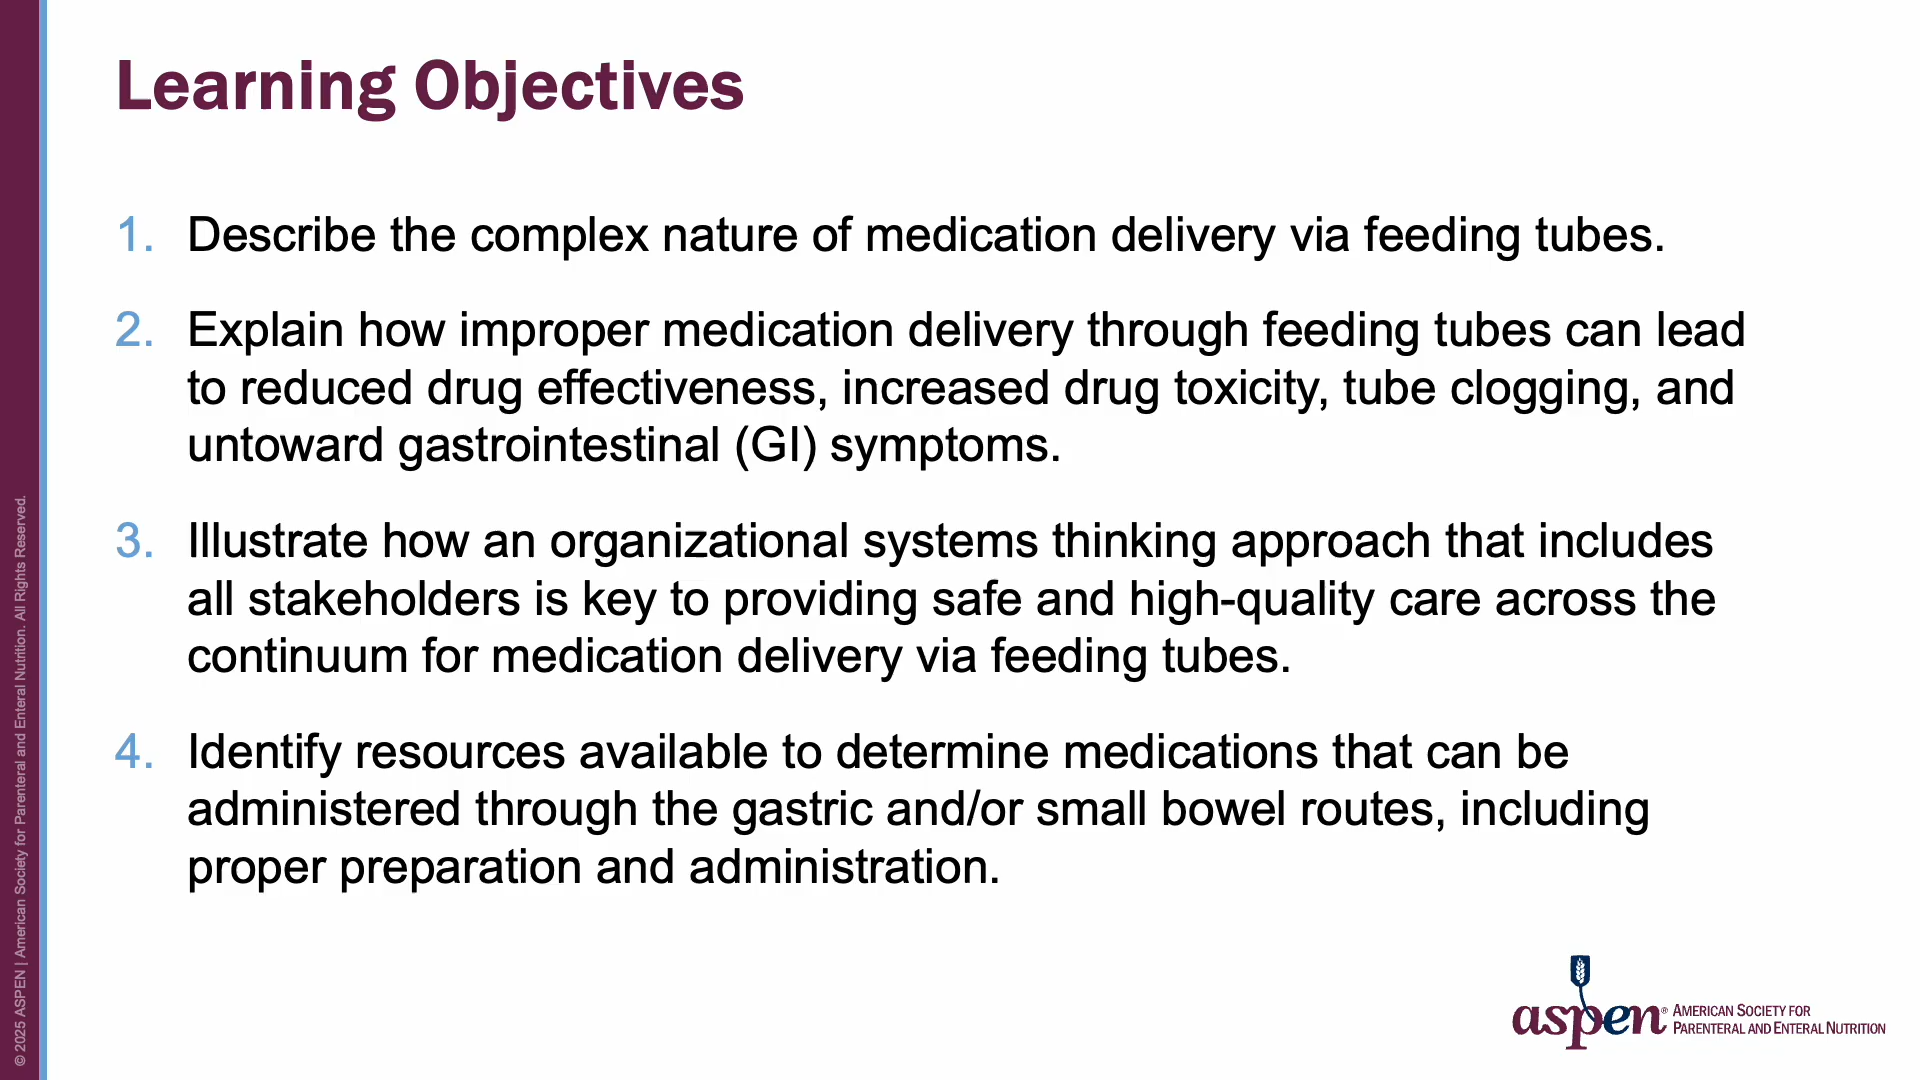 Learning Objectives
1. Describe the complex nature of medication delivery via feeding tubes.
2. Explain how improper medication delivery through feeding tubes can lead
to reduced drug effectiveness, increased drug toxicity, tube clogging, and
untoward gastrointestinal (GI) symptoms.
3. Illustrate how an organizational systems thinking approach that includes
all stakeholders is key to providing safe and high-quality care across the
continuum for medication delivery via feeding tubes.
4. Identify resources available to determine medications that can be
administered through the gastric and/or small bowel routes, including
proper preparation and administration.
© 2025 ASPEN | American Society for Parenteral and Enteral Nutrition. All Rights Reserved.
aspen® AMERICAN SOCIETY FOR
PARENTERAL AND ENTERAL NUTRITION